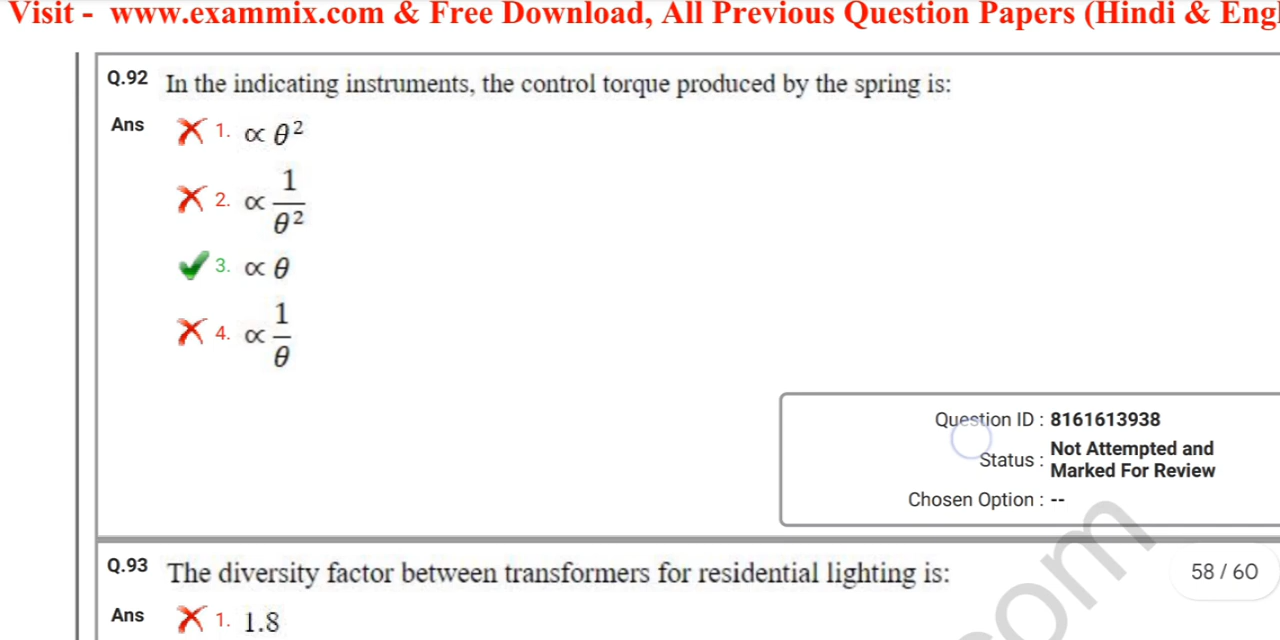 Visit - www.exammix.com & Free Download, All Previous Question Papers (Hindi & Engl
Q.92 In the indicating instruments, the control torque produced by the spring is:
Ans 1. ∝ θ²
2. ∝ 1/θ²
3. ∝ θ
4. ∝ 1/θ
Question ID : 8161613938
Status : Not Attempted and
Marked For Review
Chosen Option : --
Q.93 The diversity factor between transformers for residential lighting is:
58 / 60
Ans 1. 1.8
om